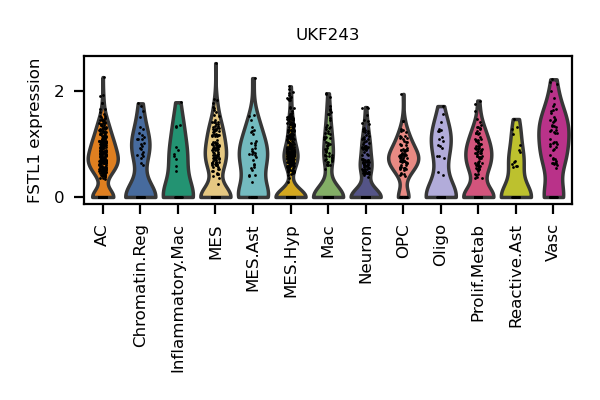 UKF243
FSTL1 expression
2
0
AC
Chromatin.Reg
Inflammatory.Mac
MES
MES.Ast
MES.Hyp
Mac
Neuron
OPC
Oligo
Prolif.Metab
Reactive.Ast
Vasc